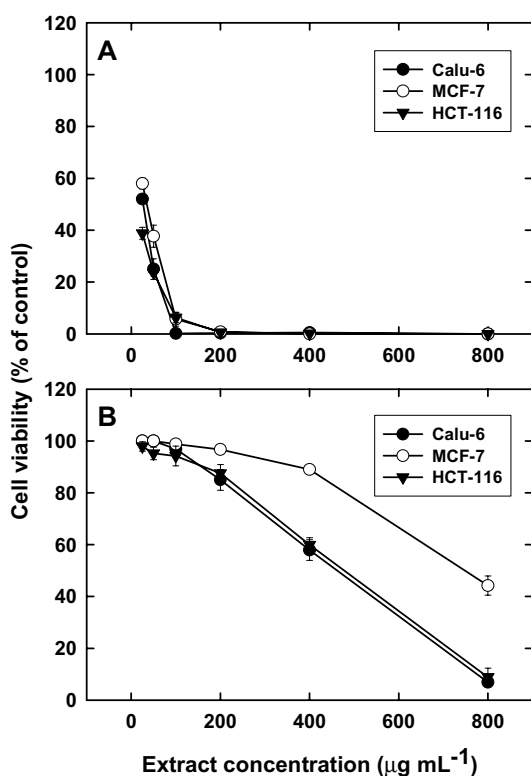 Cell viability (% of control)
A
120
100
80
60
40
20
0
Calu-6
MCF-7
HCT-116
0 200 400 600 800
B
120
100
80
60
40
20
0
Calu-6
MCF-7
HCT-116
0 200 400 600 800
Extract concentration (μg mL⁻¹)